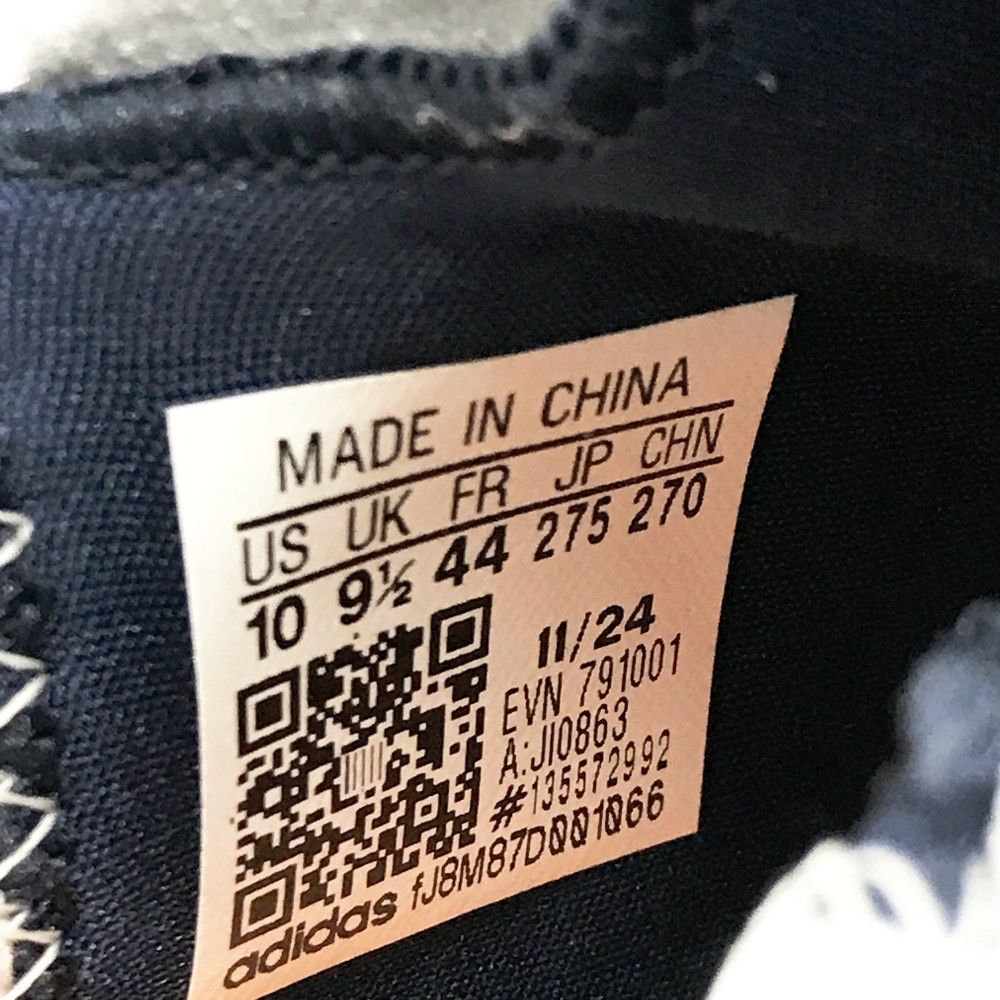 MADE IN CHINA
US UK FR JP CHN
10 9½ 44 275 270
11/24
EVN 791001
A:JI0863
#135572992
adidas fJ8M87D001066